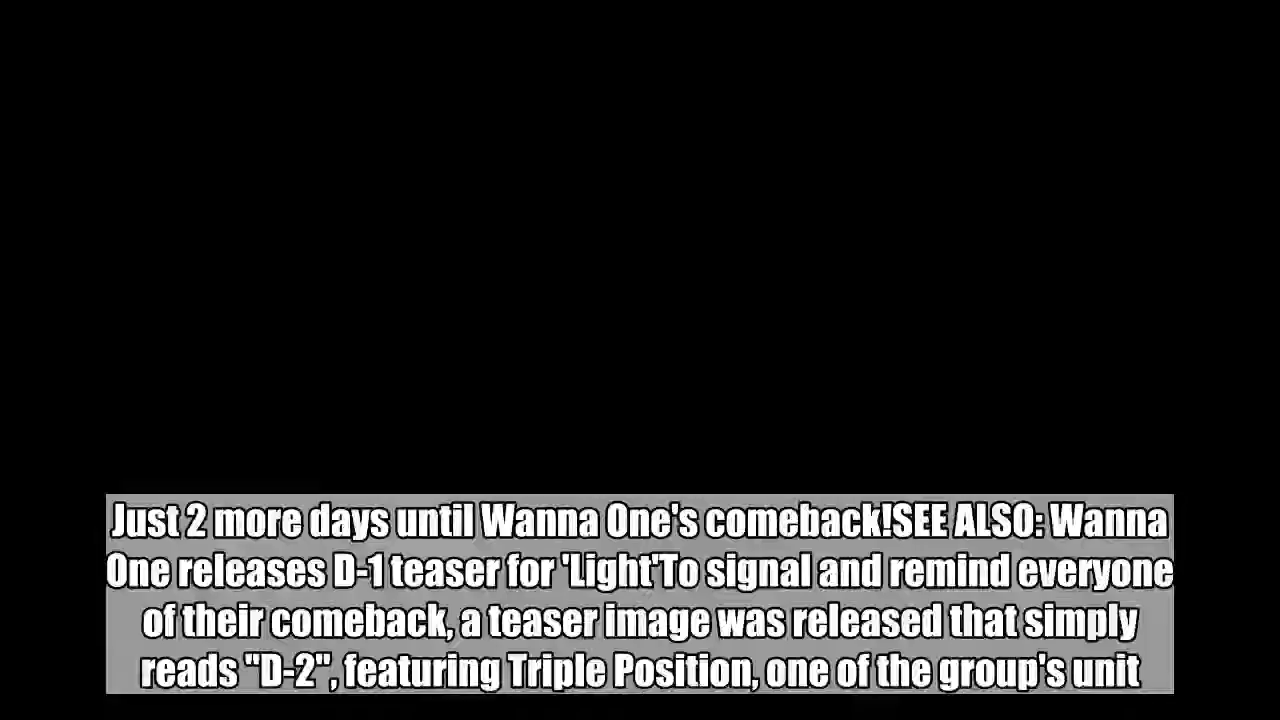 Just 2 more days until Wanna One's comeback!SEE ALSO: Wanna
One releases D-1 teaser for 'Light'To signal and remind everyone
of their comeback, a teaser image was released that simply
reads "D-2", featuring Triple Position, one of the group's unit